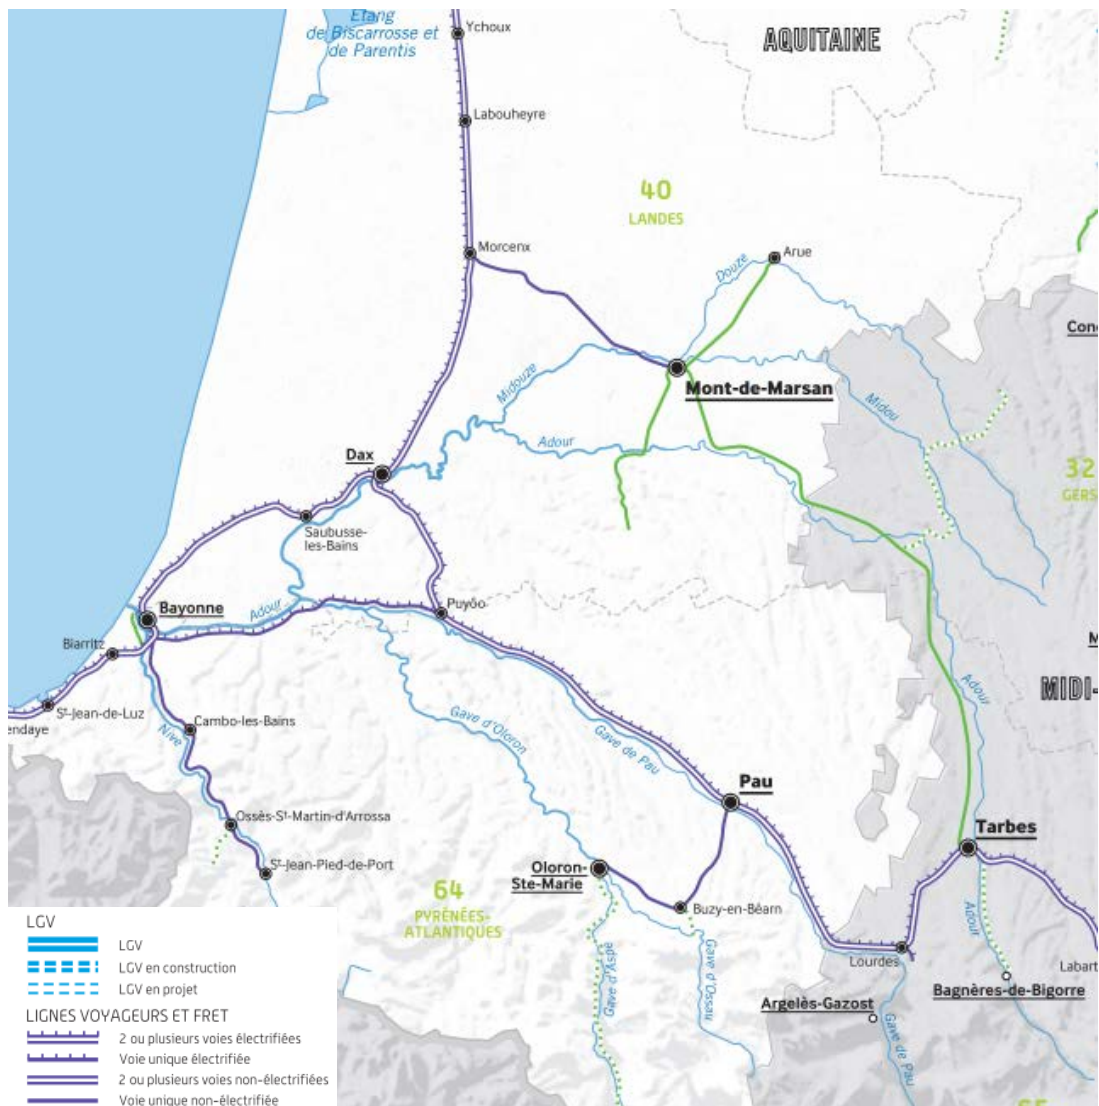 Étang
de Biscarrosse et
de Parentis
Ychoux
AQUITAINE
Labouheyre
40
LANDES
Morcenx
Douze
Arue
Cond
Mont-de-Marsan
Midouze
Midou
Adour
Dax
32
GERS
Saubusse-
les-Bains
Bayonne
Adour
Puyôo
Biarritz
MIDI-
Adour
St-Jean-de-Luz
endaye
Cambo-les-Bains
Nive
Gave d'Oloron
Gave de Pau
Pau
Ossès-St-Martin-d'Arrossa
Tarbes
St-Jean-Pied-de-Port
Oloron-
Ste-Marie
64
PYRÉNÉES-
ATLANTIQUES
Buzy-en-Béarn
Gave d'Aspe
Gave d'Ossau
Adour
Lourdes
Labart
Bagnères-de-Bigorre
Argelès-Gazost
Gave de
Pau
LGV
LGV
LGV en construction
LGV en projet
LIGNES VOYAGEURS ET FRET
2 ou plusieurs voies électrifiées
Voie unique électrifiée
2 ou plusieurs voies non-électrifiées
Voie unique non-électrifiée